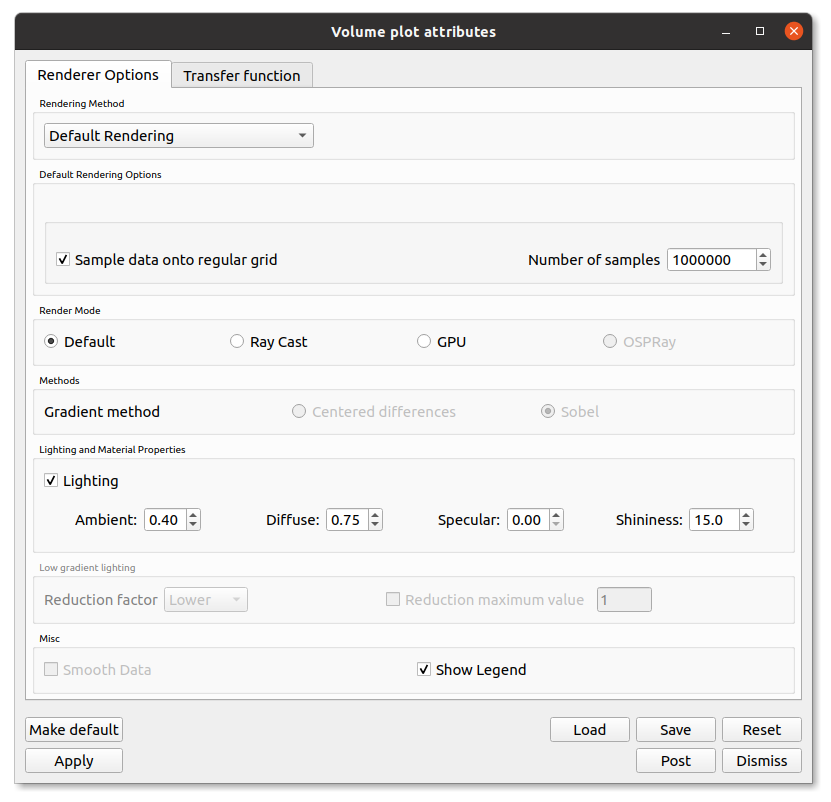 Volume plot attributes
Renderer Options Transfer function
Rendering Method
Default Rendering
Default Rendering Options
Sample data onto regular grid Number of samples 1000000
Render Mode
Default Ray Cast GPU OSPRay
Methods
Gradient method Centered differences Sobel
Lighting and Material Properties
Lighting
Ambient: 0.40 Diffuse: 0.75 Specular: 0.00 Shininess: 15.0
Low gradient lighting
Reduction factor Lower Reduction maximum value 1
Misc
Smooth Data Show Legend
Make default Load Save Reset
Apply Post Dismiss